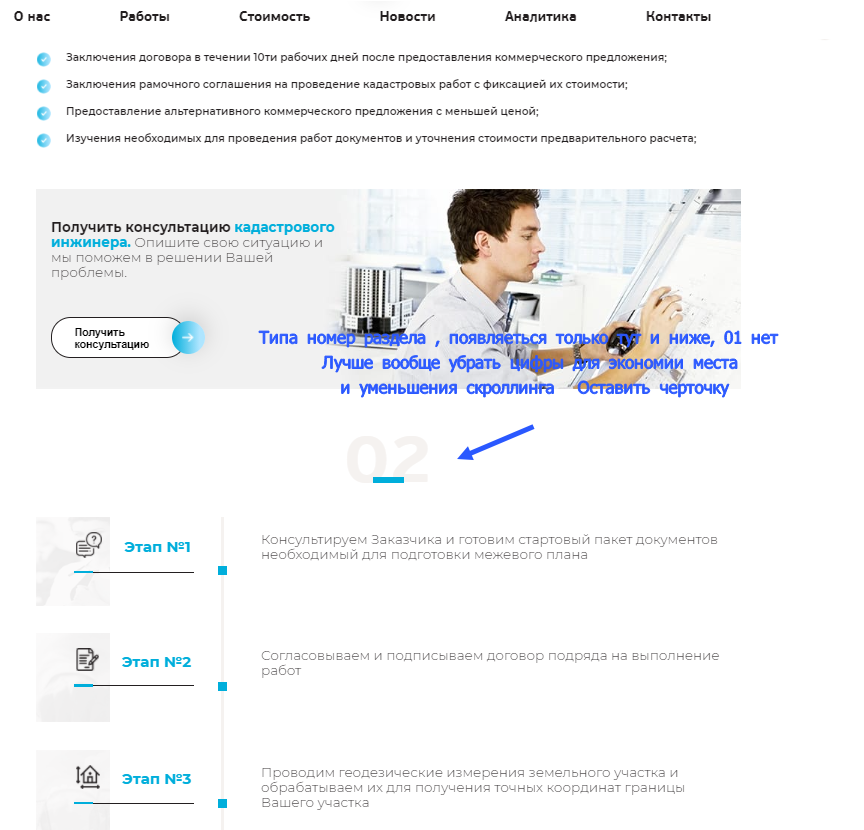 О нас Работы Стоимость Новости Аналитика Контакты
Заключения договора в течении 10ти рабочих дней после предоставления коммерческого предложения;
Заключения рамочного соглашения на проведение кадастровых работ с фиксацией их стоимости;
Предоставление альтернативного коммерческого предложения с меньшей ценой;
Изучения необходимых для проведения работ документов и уточнения стоимости предварительного расчета;
Получить консультацию кадастрового
инжинера. Опишите свою ситуацию и
мы поможем в решении Вашей
проблемы.
Получить
консультацию
Типа номер раздела , появляеться только тут и ниже, 01 нет
Лучше вообще убрать цифры для экономии места
и уменьшения скроллинга Оставить черточку
02
Этап №1
Консультируем Заказчика и готовим стартовый пакет документов
необходимый для подготовки межевого плана
Этап №2
Согласовываем и подписываем договор подряда на выполнение
работ
Этап №3
Проводим геодезические измерения земельного участка и
обрабатываем их для получения точных координат границы
Вашего участка